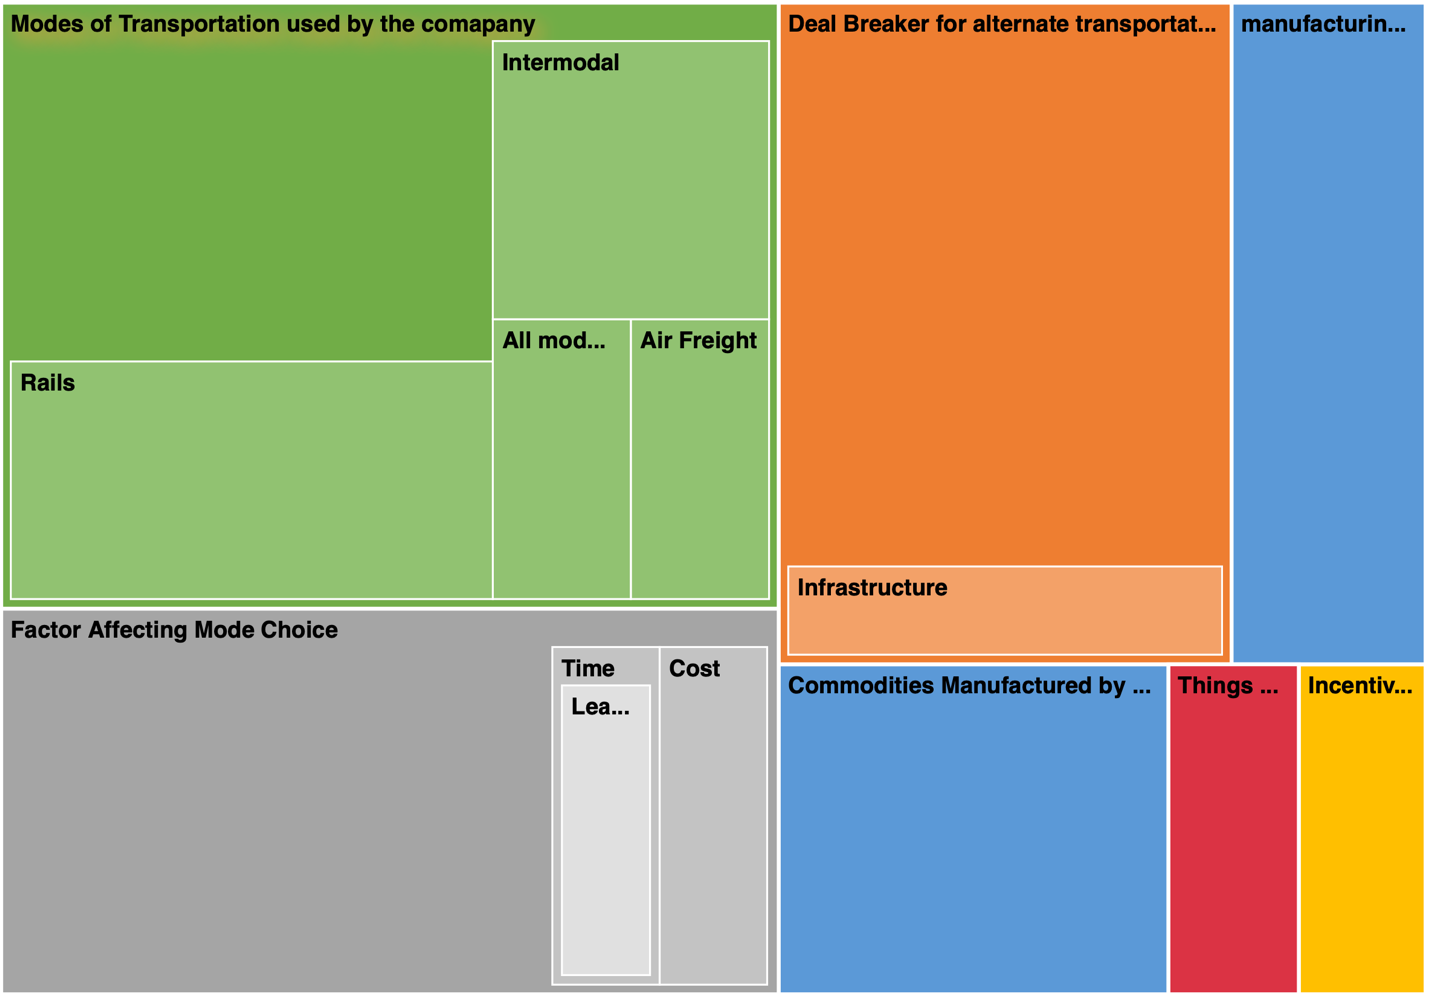 Modes of Transportation used by the comapany
Intermodal
All mod...
Air Freight
Rails
Factor Affecting Mode Choice
Time
Lea...
Cost
Deal Breaker for alternate transportat...
Infrastructure
manufacturin...
Commodities Manufactured by ...
Things ...
Incentiv...